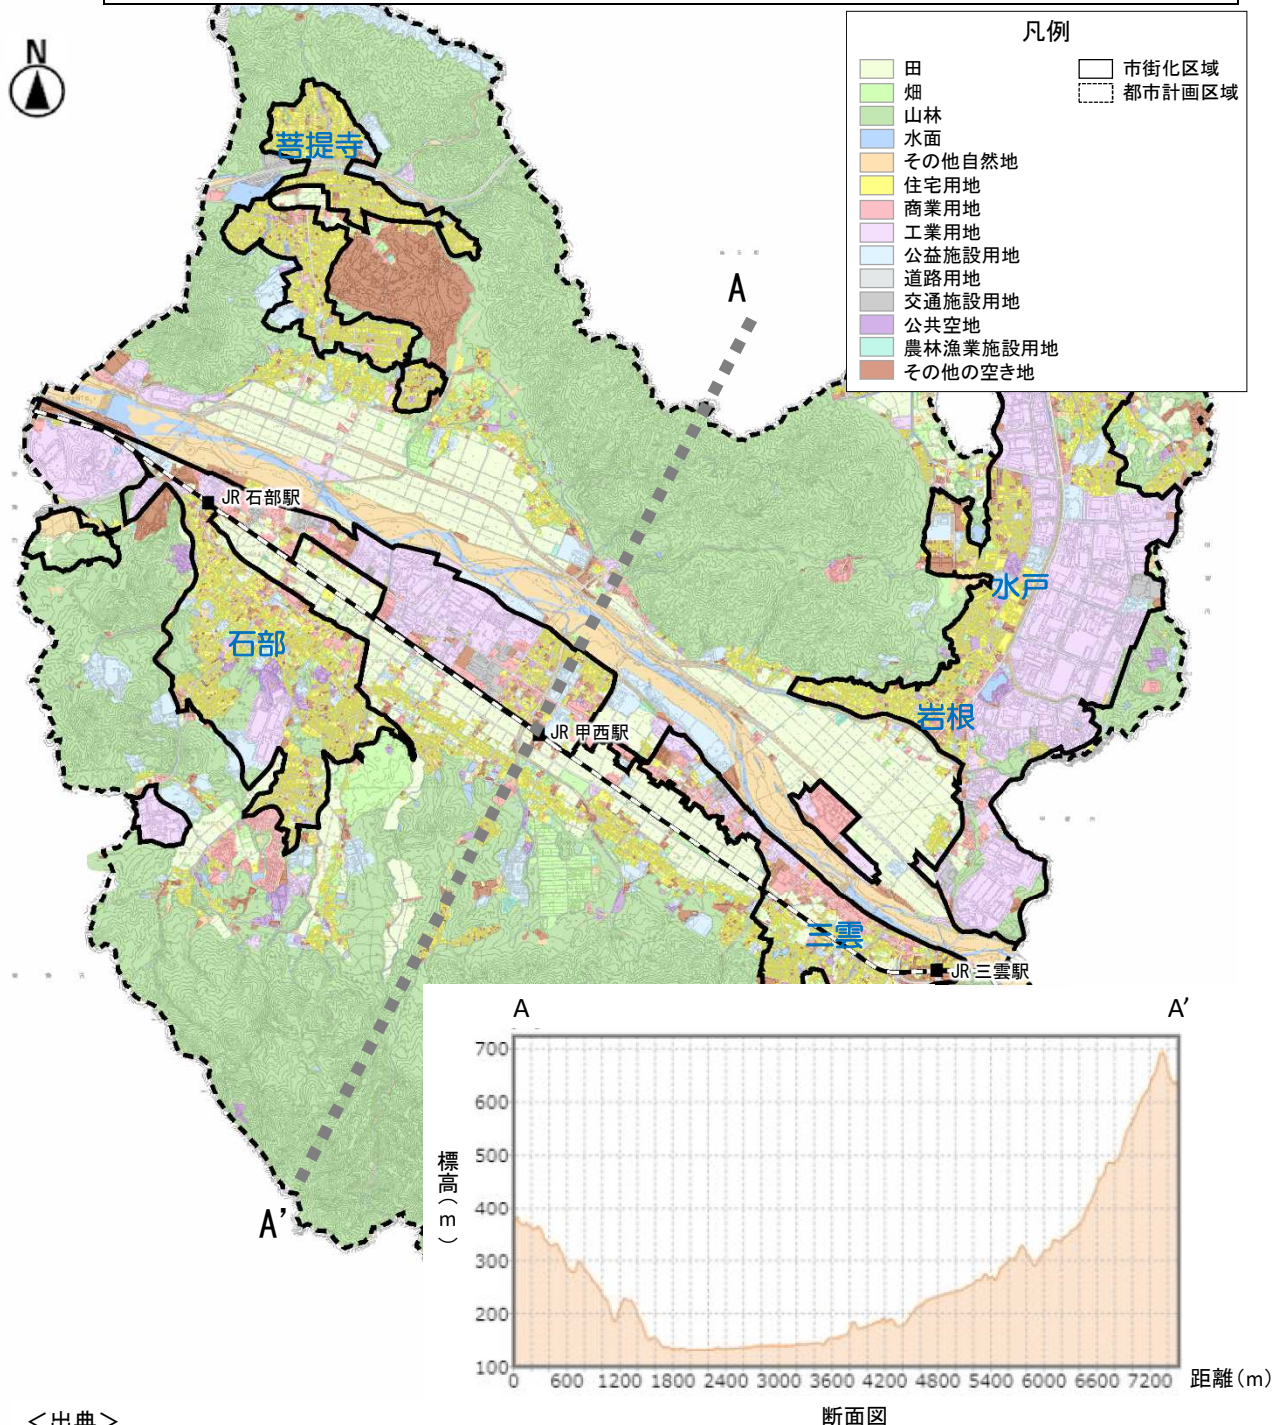 N
凡例
田
畑
山林
水面
その他自然地
住宅用地
商業用地
工業用地
公益施設用地
道路用地
交通施設用地
公共空地
農林漁業施設用地
その他の空き地
市街化区域
都市計画区域
菩提寺
A
JR 石部駅
水戸
石部
岩根
JR 甲西駅
三雲
JR 三雲駅
A'
A
A'
700
600
500
400
300
200
100
標高(m)
0 600 1200 1800 2400 3000 3600 4200 4800 5400 6000 6600 7200
距離(m)
断面図
＜出典＞